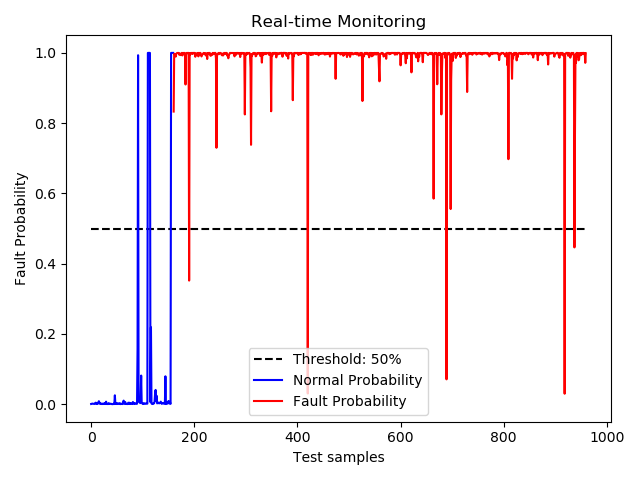 Real-time Monitoring
Fault Probability
1.0
0.8
0.6
0.4
0.2
0.0
Threshold: 50%
Normal Probability
Fault Probability
0
200
400
600
800
1000
Test samples